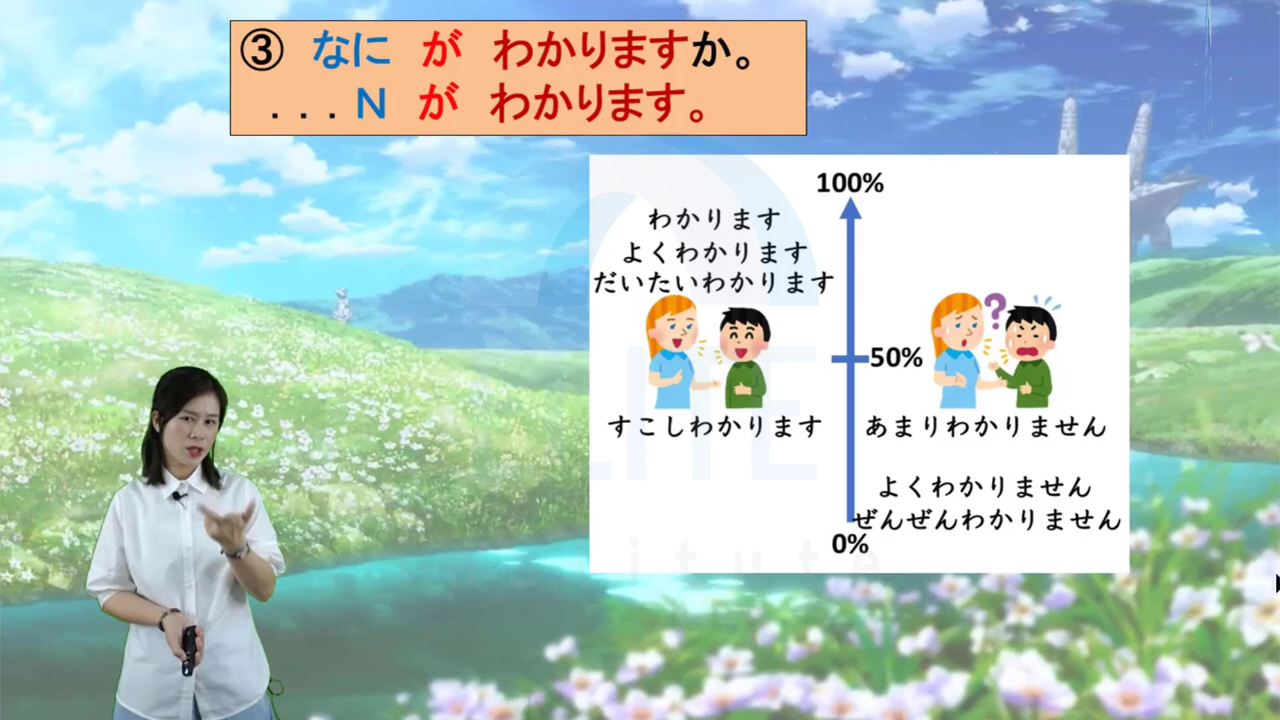 ③ なに が わかりますか。
...N が わかります。
100%
わかります
よくわかります
だいたいわかります
50%
すこしわかります
あまりわかりません
よくわかりません
ぜんぜんわかりません
0%